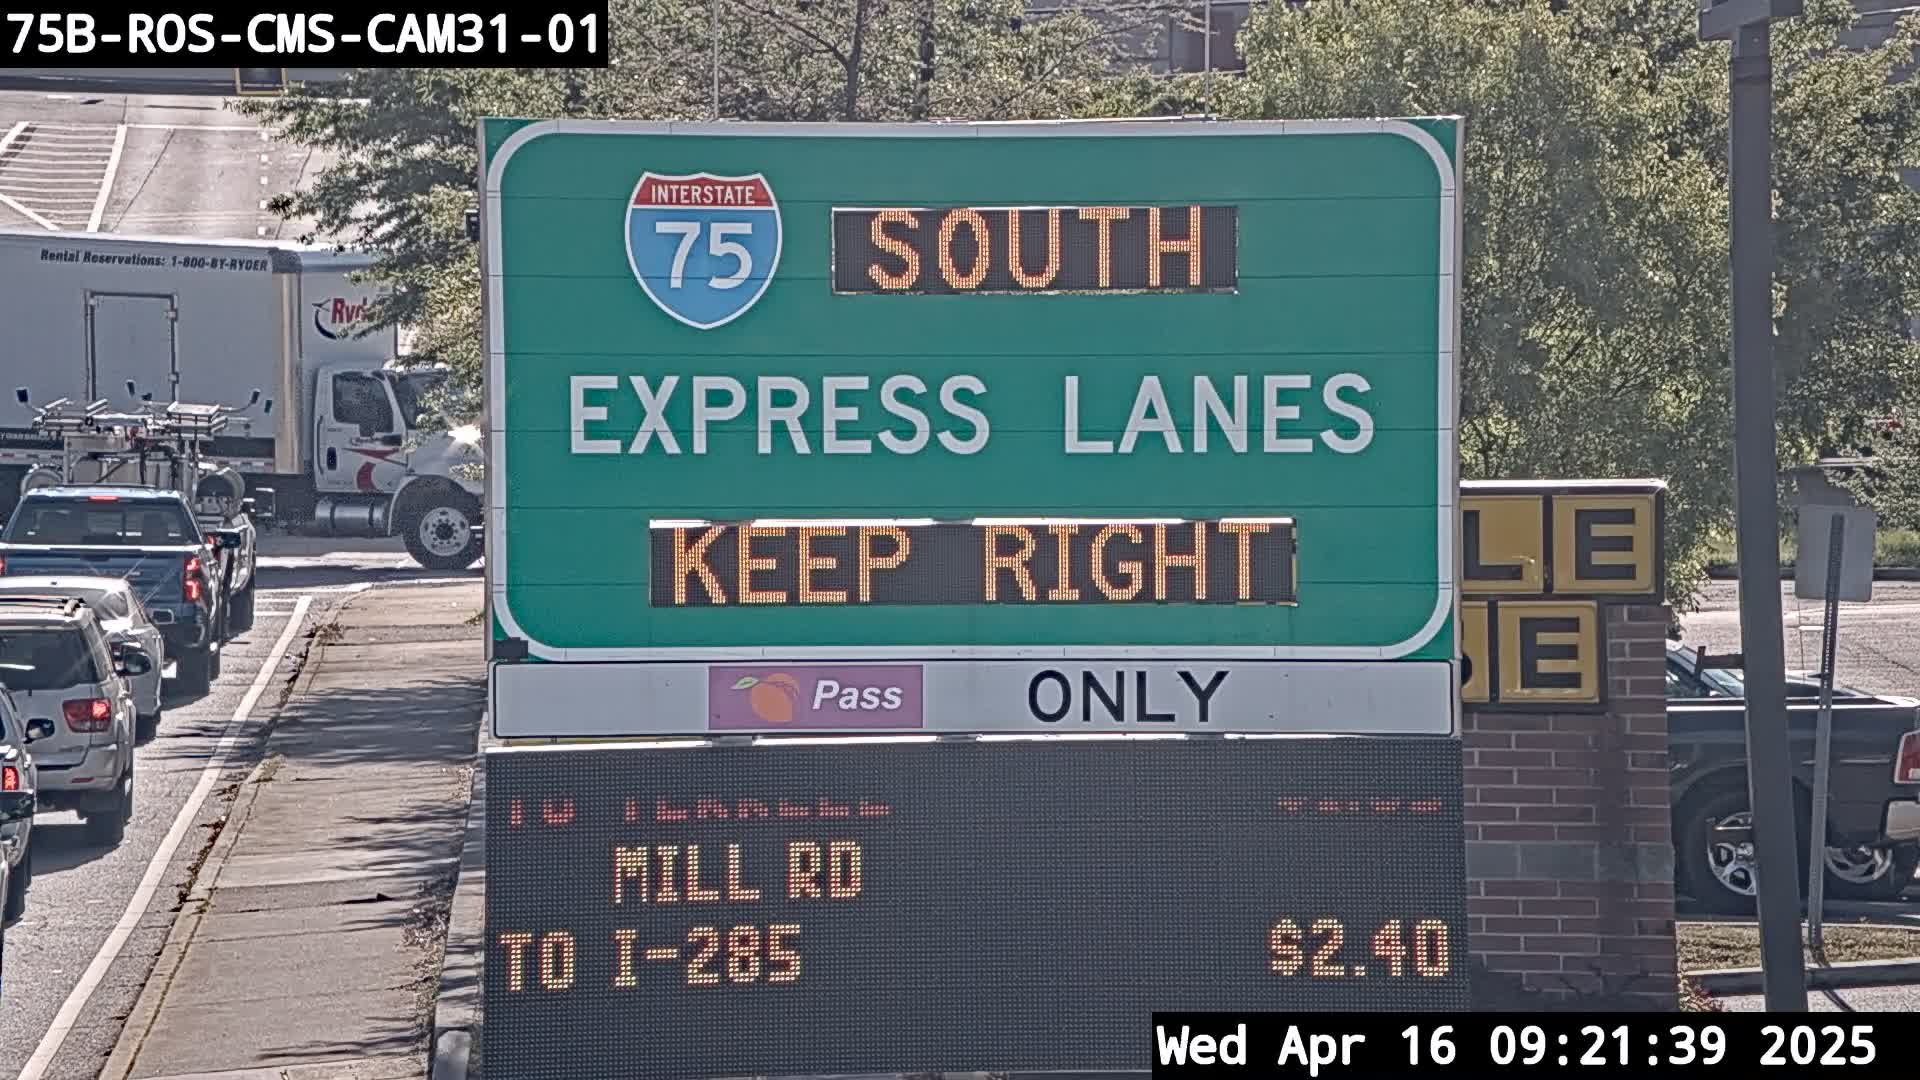 75B-ROS-CMS-CAM31-01
Rental Reservations: 1-800-BY-RYDER
INTERSTATE
75
SOUTH
EXPRESS LANES
KEEP RIGHT
Pass ONLY
LE
E
MILL RD
TO I-285 $2.40
Wed Apr 16 09:21:39 2025